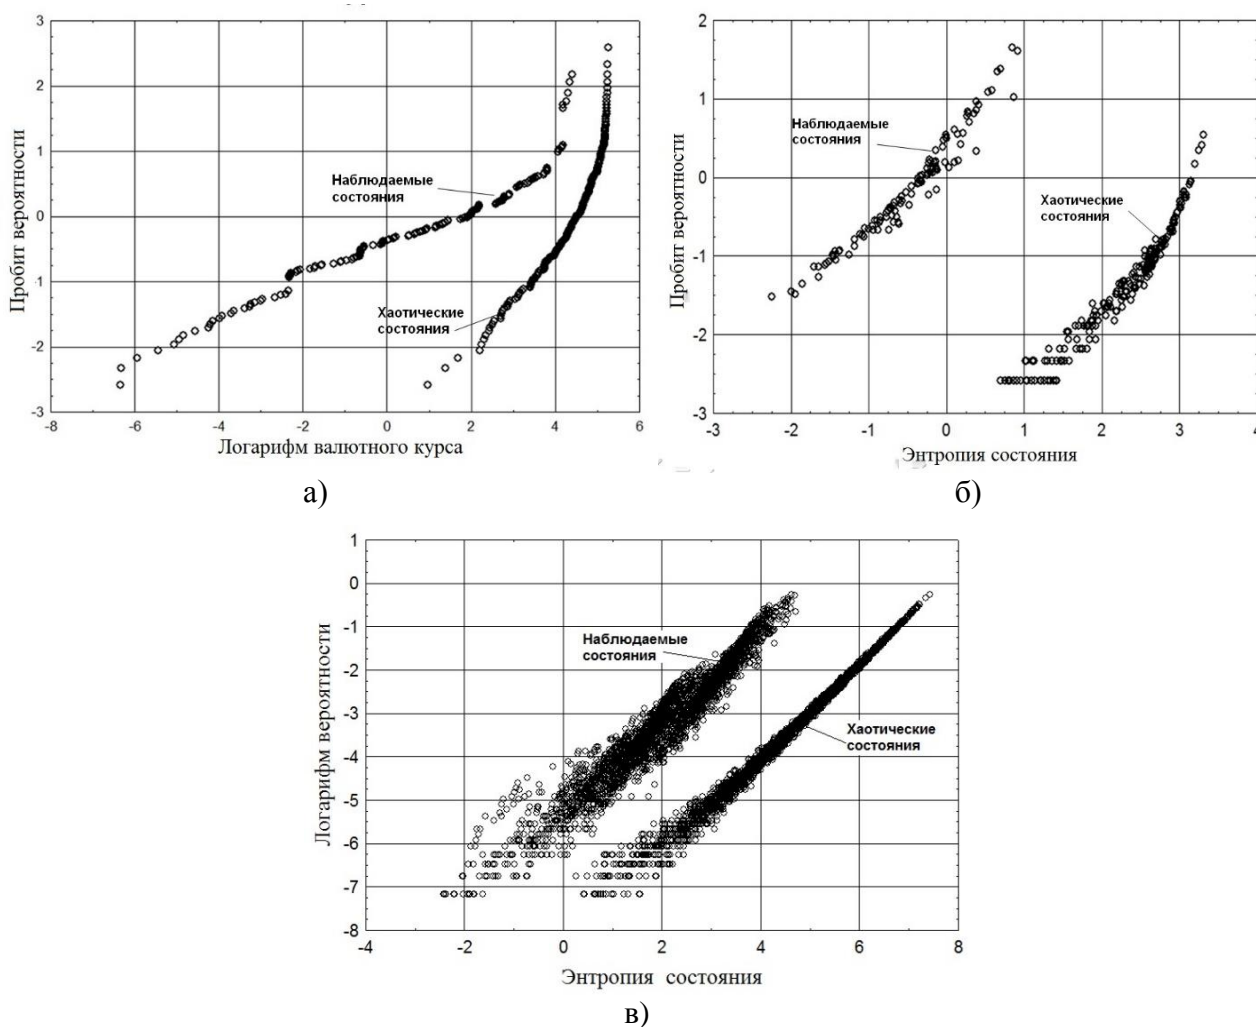 3
2
1
0
-1
-2
-3
Пробит вероятности
Наблюдаемые
состояния
Хаотические
состояния
-8 -6 -4 -2 0 2 4 6
Логарифм валютного курса
а)
2
1
0
-1
-2
-3
Пробит вероятности
Наблюдаемые
состояния
Хаотические
состояния
-3 -2 -1 0 1 2 3 4
Энтропия состояния
б)
1
0
-1
-2
-3
-4
-5
-6
-7
-8
Логарифм вероятности
Наблюдаемые
состояния
Хаотические
состояния
-4 -2 0 2 4 6 8
Энтропия состояния
в)